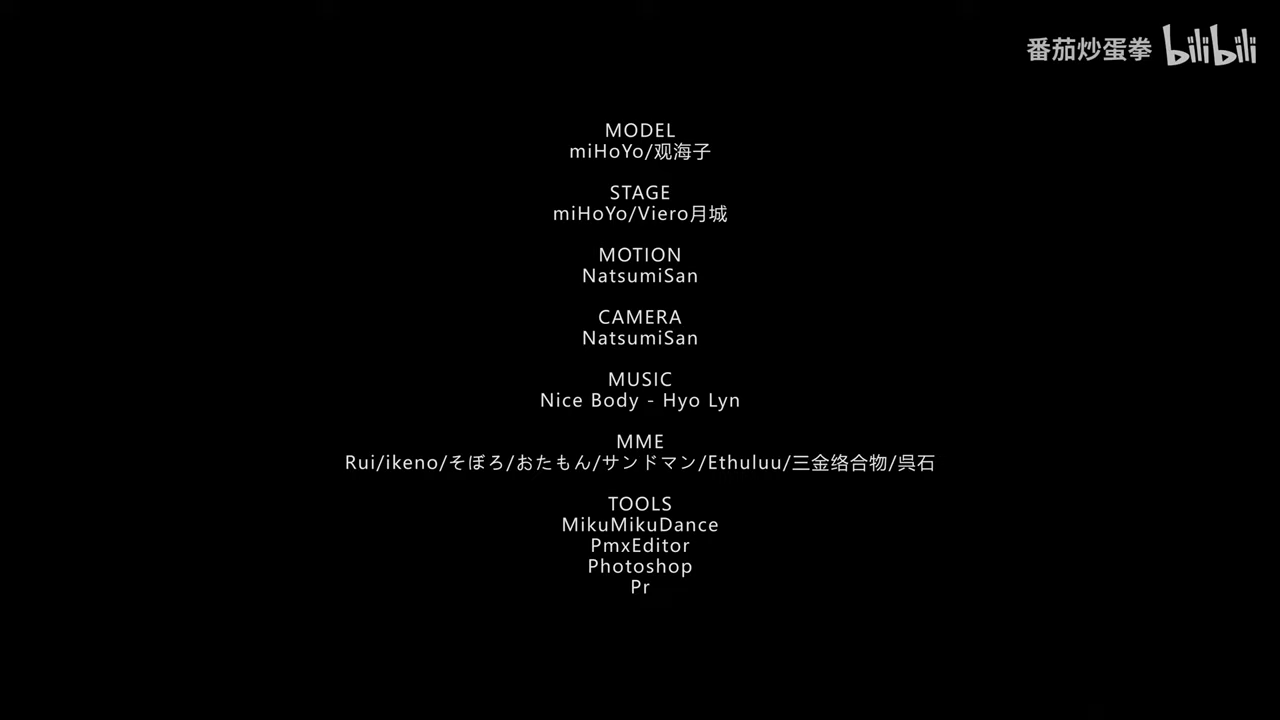 番茄炒蛋拳 bilibili
MODEL
miHoYo/观海子
STAGE
miHoYo/Viero月城
MOTION
NatsumiSan
CAMERA
NatsumiSan
MUSIC
Nice Body - Hyo Lyn
MME
Rui/ikeno/そぼろ/おたもん/サンドマン/Ethuluu/三金络合物/呉石
TOOLS
MikuMikuDance
PmxEditor
Photoshop
Pr